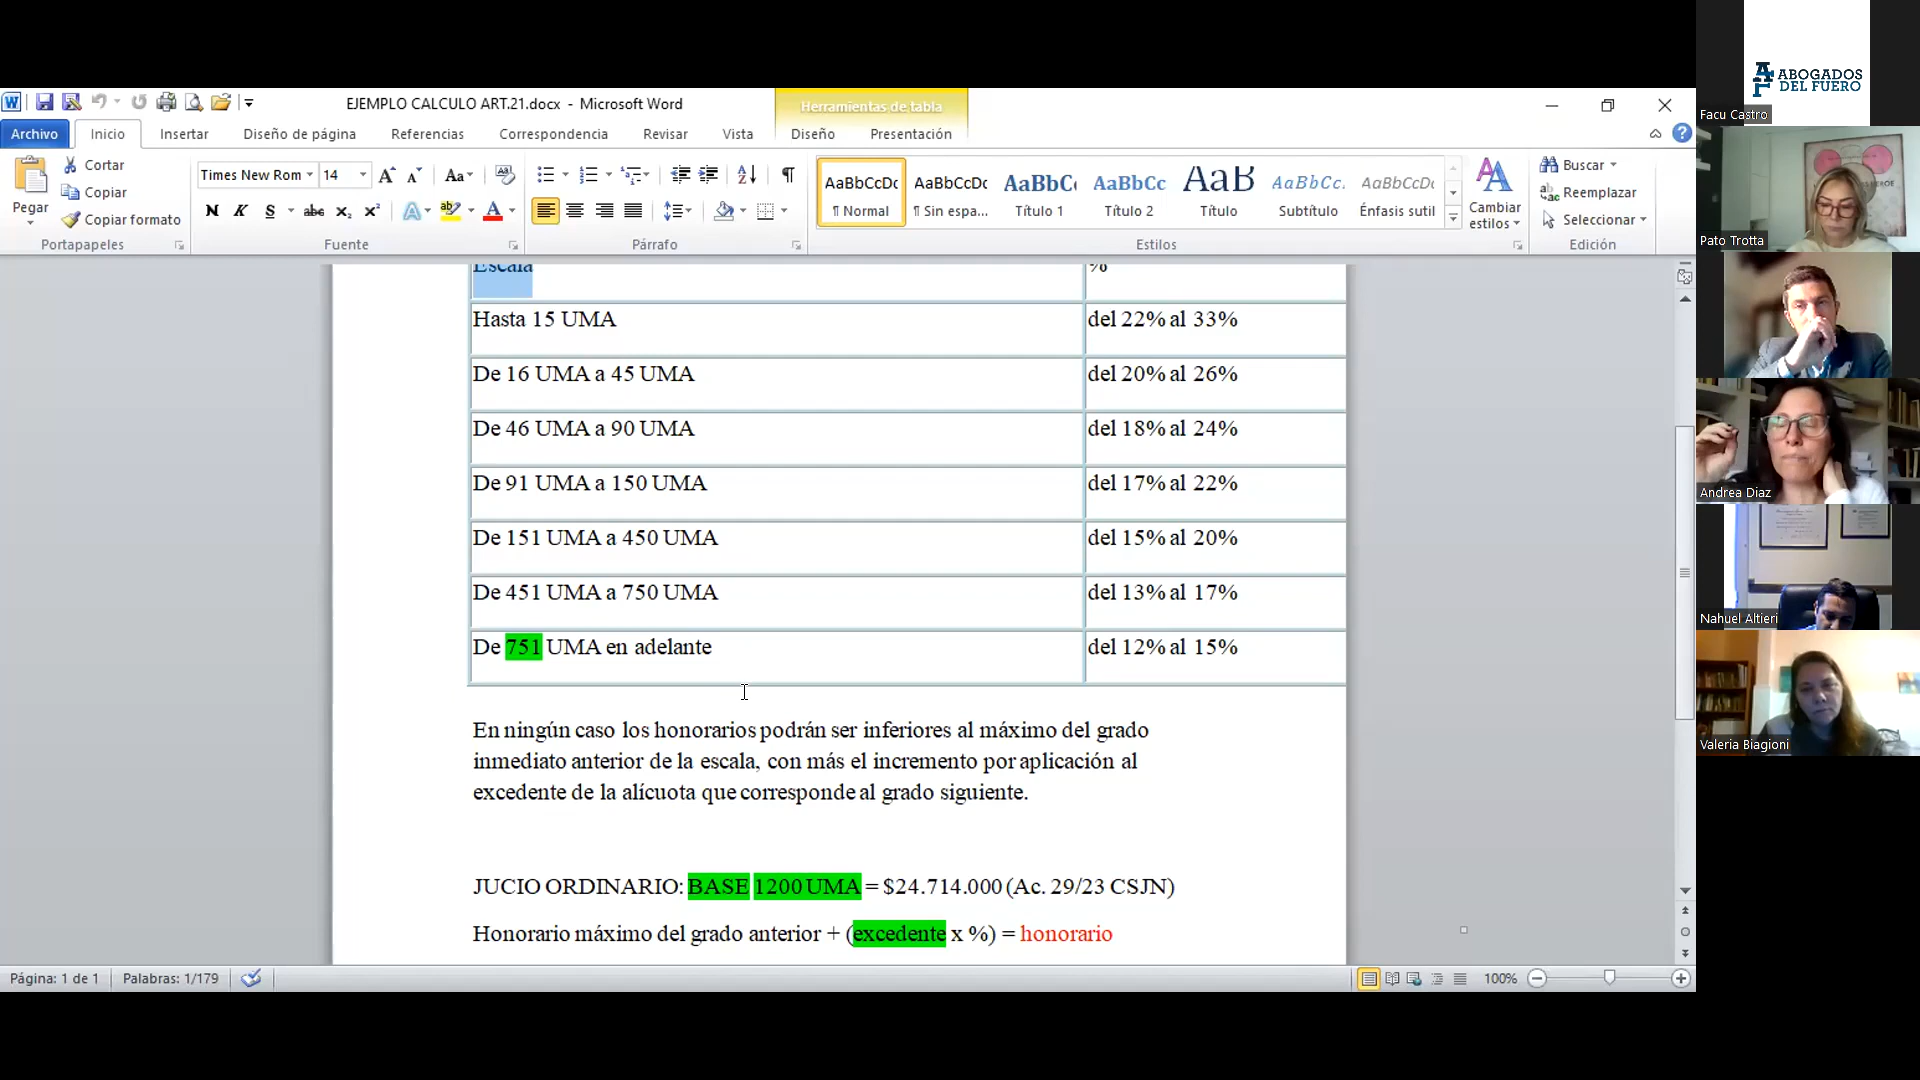 EJEMPLO CALCULO ART.21.docx - Microsoft Word
Herramientas de tabla
Archivo
Inicio
Insertar
Diseño de página
Referencias
Correspondencia
Revisar
Vista
Diseño
Presentación
Pegar
Cortar
Copiar
Copiar formato
Portapapeles
Times New Rom
14
Fuente
Párrafo
AaBbCcDc
¶ Normal
AaBbCcDc
¶ Sin espa...
AaBbC
Título 1
AaBbCc
Título 2
AaB
Título
AaBbCc.
Subtítulo
AaBbCcDc
Énfasis sutil
Cambiar
estilos
Estilos
Buscar
Reemplazar
Seleccionar
Edición
Escala %
Hasta 15 UMA del 22% al 33%
De 16 UMA a 45 UMA del 20% al 26%
De 46 UMA a 90 UMA del 18% al 24%
De 91 UMA a 150 UMA del 17% al 22%
De 151 UMA a 450 UMA del 15% al 20%
De 451 UMA a 750 UMA del 13% al 17%
De 751 UMA en adelante del 12% al 15%
En ningún caso los honorarios podrán ser inferiores al máximo del grado
inmediato anterior de la escala, con más el incremento por aplicación al
excedente de la alícuota que corresponde al grado siguiente.
JUCIO ORDINARIO: BASE 1200 UMA = $24.714.000 (Ac. 29/23 CSJN)
Honorario máximo del grado anterior + (excedente x %) = honorario
Página: 1 de 1
Palabras: 1/179
100%
ABOGADOS
DEL FUERO
Facu Castro
Pato Trotta
Andrea Diaz
Nahuel Altieri
Valeria Biagioni